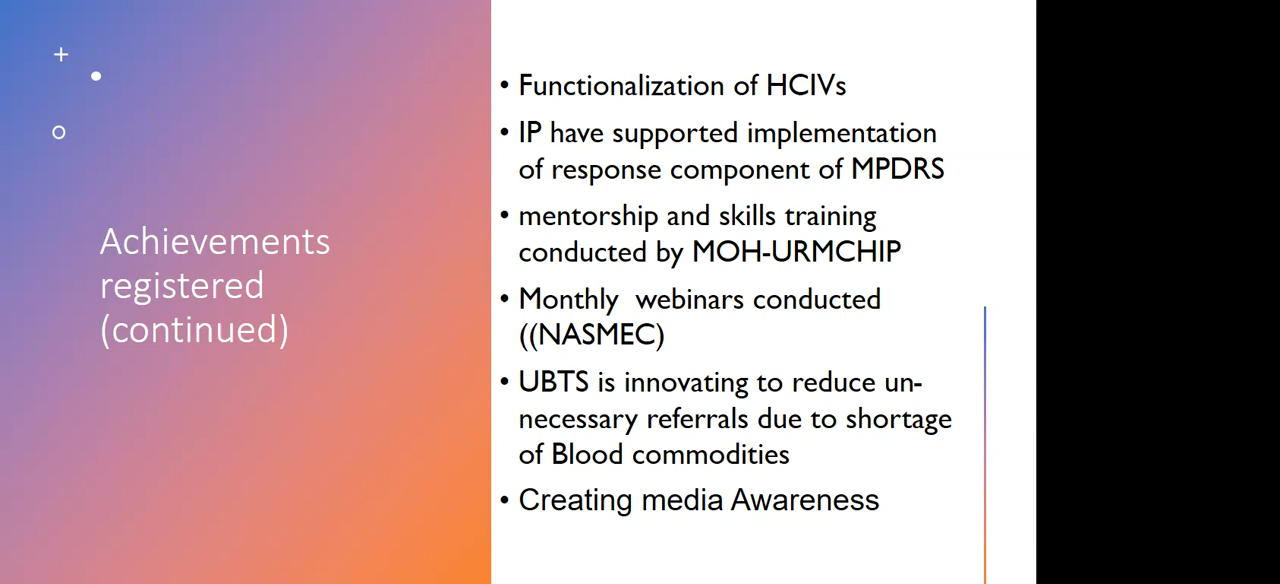 Achievements
registered
(continued)
• Functionalization of HCIVs
• IP have supported implementation
of response component of MPDRS
• mentorship and skills training
conducted by MOH-URMCHIP
• Monthly  webinars conducted
((NASMEC)
• UBTS is innovating to reduce un-
necessary referrals due to shortage
of Blood commodities
• Creating media Awareness